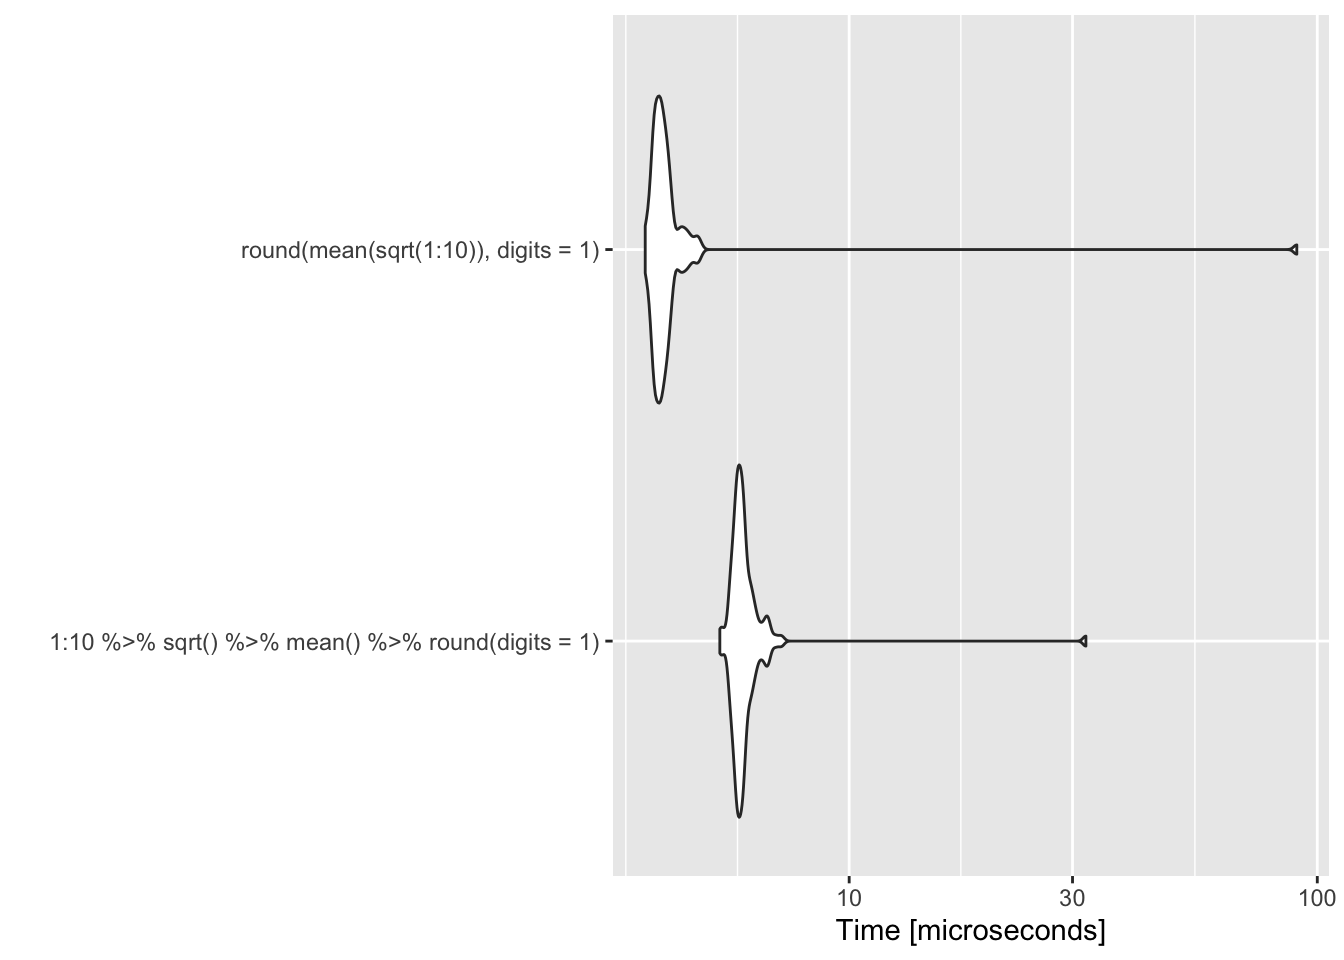 round(mean(sqrt(1:10)), digits = 1)
1:10 %>% sqrt() %>% mean() %>% round(digits = 1)
10 30 100
Time [microseconds]